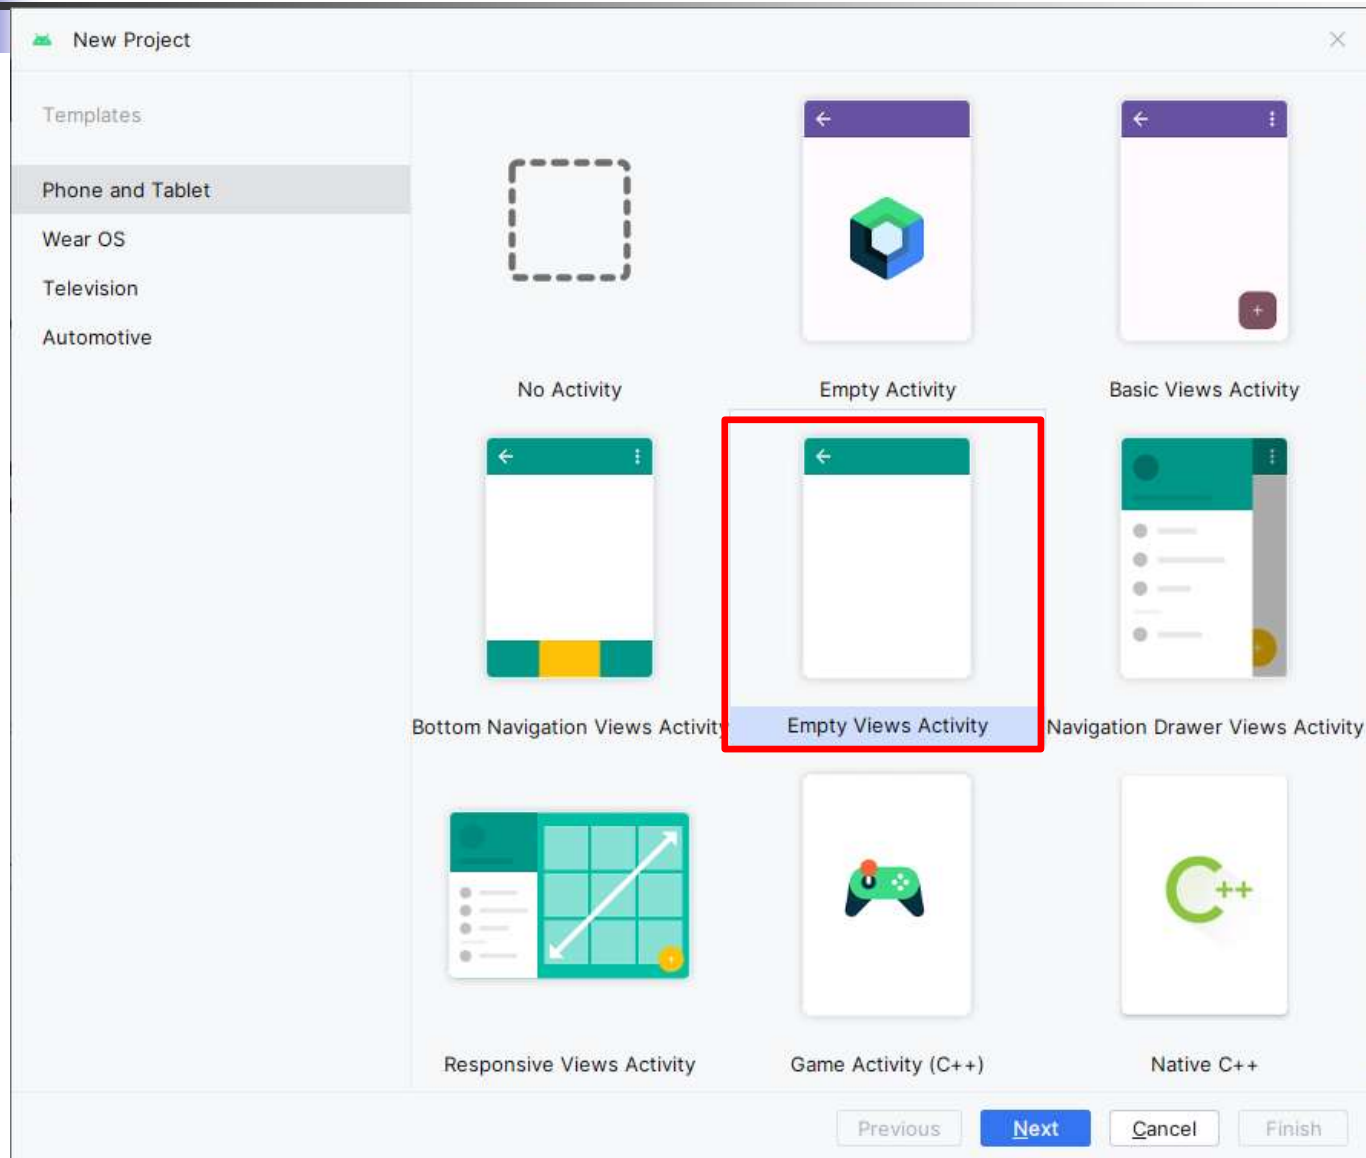 New Project
Templates
Phone and Tablet
Wear OS
Television
Automotive
No Activity
Empty Activity
Basic Views Activity
Bottom Navigation Views Activity
Empty Views Activity
Navigation Drawer Views Activity
C++
Responsive Views Activity
Game Activity (C++)
Native C++
Previous
Next
Cancel
Finish